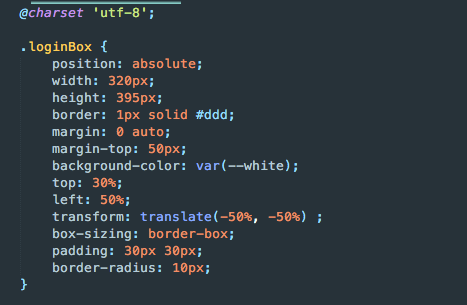 @charset 'utf-8';

.loginBox {
    position: absolute;
    width: 320px;
    height: 395px;
    border: 1px solid #ddd;
    margin: 0 auto;
    margin-top: 50px;
    background-color: var(--white);
    top: 30%;
    left: 50%;
    transform: translate(-50%, -50%) ;
    box-sizing: border-box;
    padding: 30px 30px;
    border-radius: 10px;
}